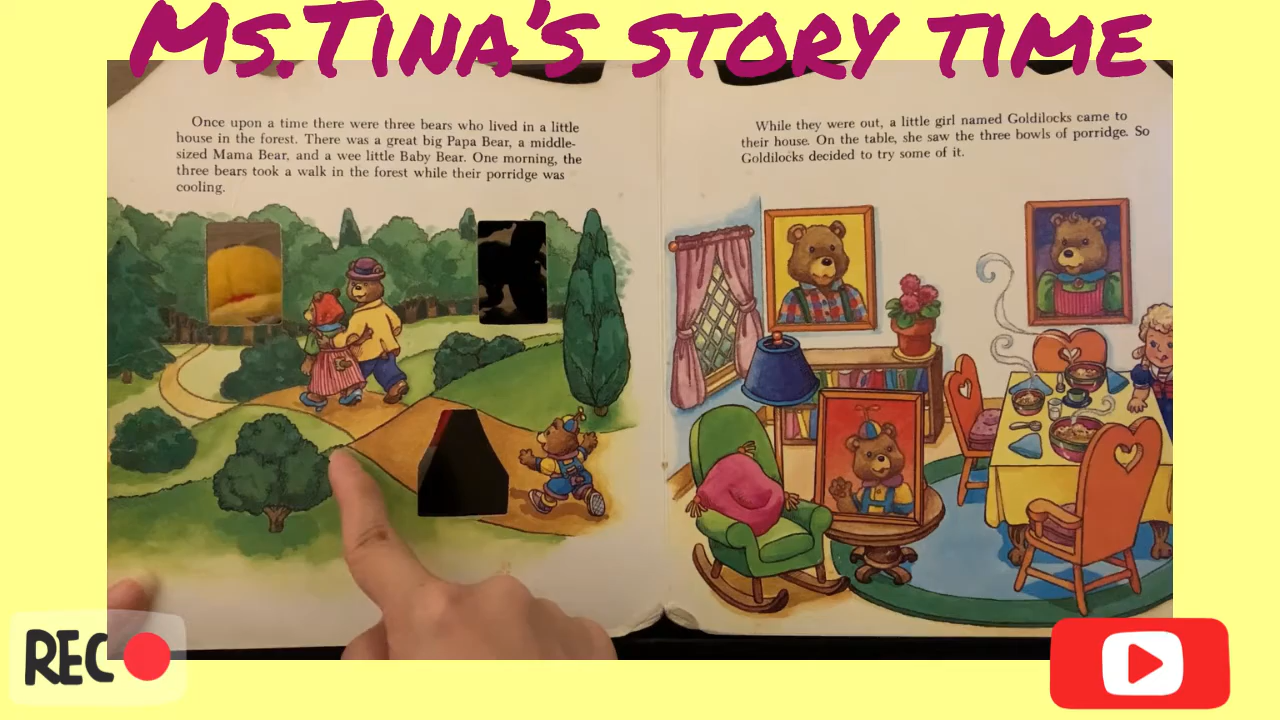 Ms.Tina's story time
Once upon a time there were three bears who lived in a little
house in the forest. There was a great big Papa Bear, a middle-
sized Mama Bear, and a wee little Baby Bear. One morning, the
three bears took a walk in the forest while their porridge was
cooling.
While they were out, a little girl named Goldilocks came to
their house. On the table, she saw the three bowls of porridge. So
Goldilocks decided to try some of it.
REC